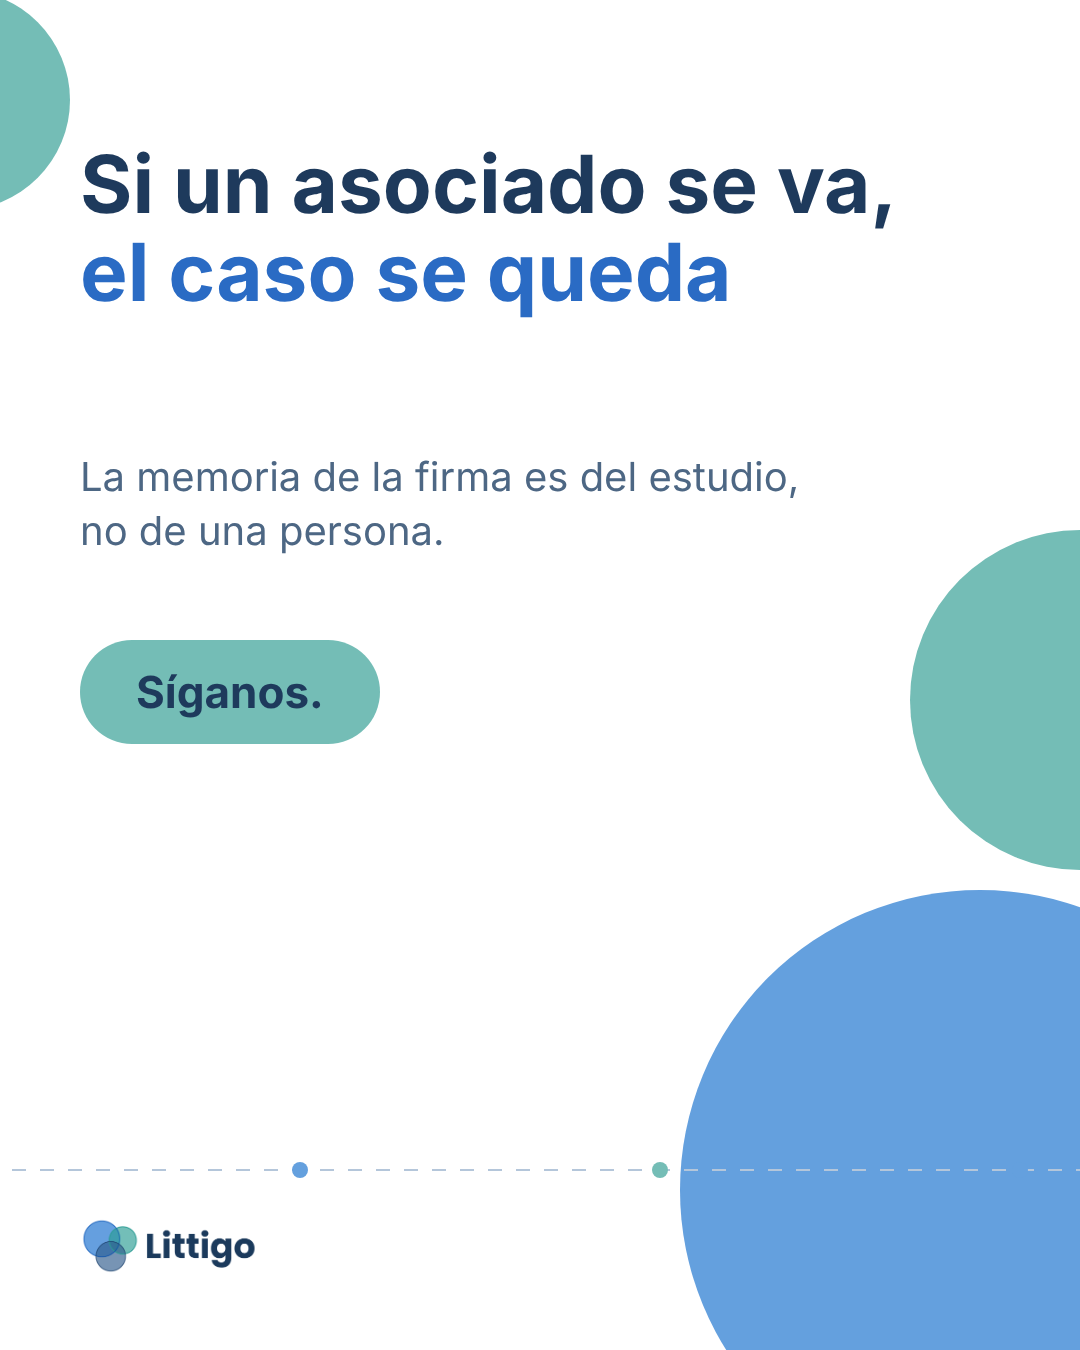 Si un asociado se va,
el caso se queda
La memoria de la firma es del estudio,
no de una persona.
Síganos.
Littigo